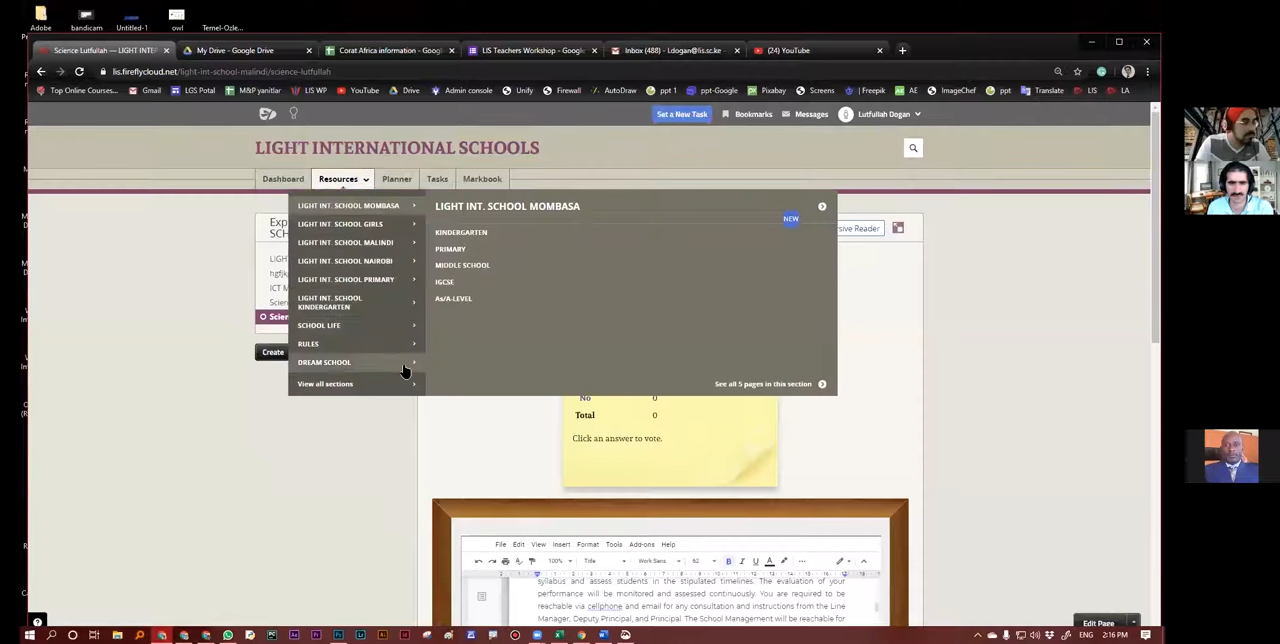 Adobe
bandicam
Untitled-1
owl
Temel-Ozle...
Science Lutfullah — LIGHT INTE
My Drive - Google Drive
Corat Africa information - Google
LIS Teachers Workshop - Google
Inbox (488) - Ldogan@lis.sc.ke -
(24) YouTube
lis.fireflycloud.net/light-int-school-malindi/science-lutfullah
Top Online Courses...
Gmail
LGS Potal
M&P yanitlar
LIS WP
YouTube
Drive
Admin console
Unify
Firewall
AutoDraw
ppt 1
ppt-Google
Pixabay
Screens
Freepik
AE
ImageChef
ppt
Translate
LIS
LA
Set a New Task
Bookmarks
Messages
Lutfullah Dogan
LIGHT INTERNATIONAL SCHOOLS
Dashboard
Resources
Planner
Tasks
Markbook
LIGHT INT. SCHOOL MOMBASA
LIGHT INT. SCHOOL GIRLS
LIGHT INT. SCHOOL MALINDI
LIGHT INT. SCHOOL NAIROBI
LIGHT INT. SCHOOL PRIMARY
LIGHT INT. SCHOOL
KINDERGARTEN
SCHOOL LIFE
RULES
DREAM SCHOOL
View all sections
LIGHT INT. SCHOOL MOMBASA
NEW
KINDERGARTEN
PRIMARY
MIDDLE SCHOOL
IGCSE
As/A-LEVEL
See all 5 pages in this section
Reader
Create
No 0
Total 0
Click an answer to vote.
File Edit View Insert Format Tools Add-ons Help
100% Title Work Sans 62 B I U A
syllabus and assess students in the stipulated timelines. The evaluation of your
performance will be monitored and assessed continuously. You are required to be
reachable via cellphone and email for any consultation and instructions from the Line
Manager, Deputy Principal, and Principal. The School Management will be reachable for
Edit Page
ENG 2:16 PM